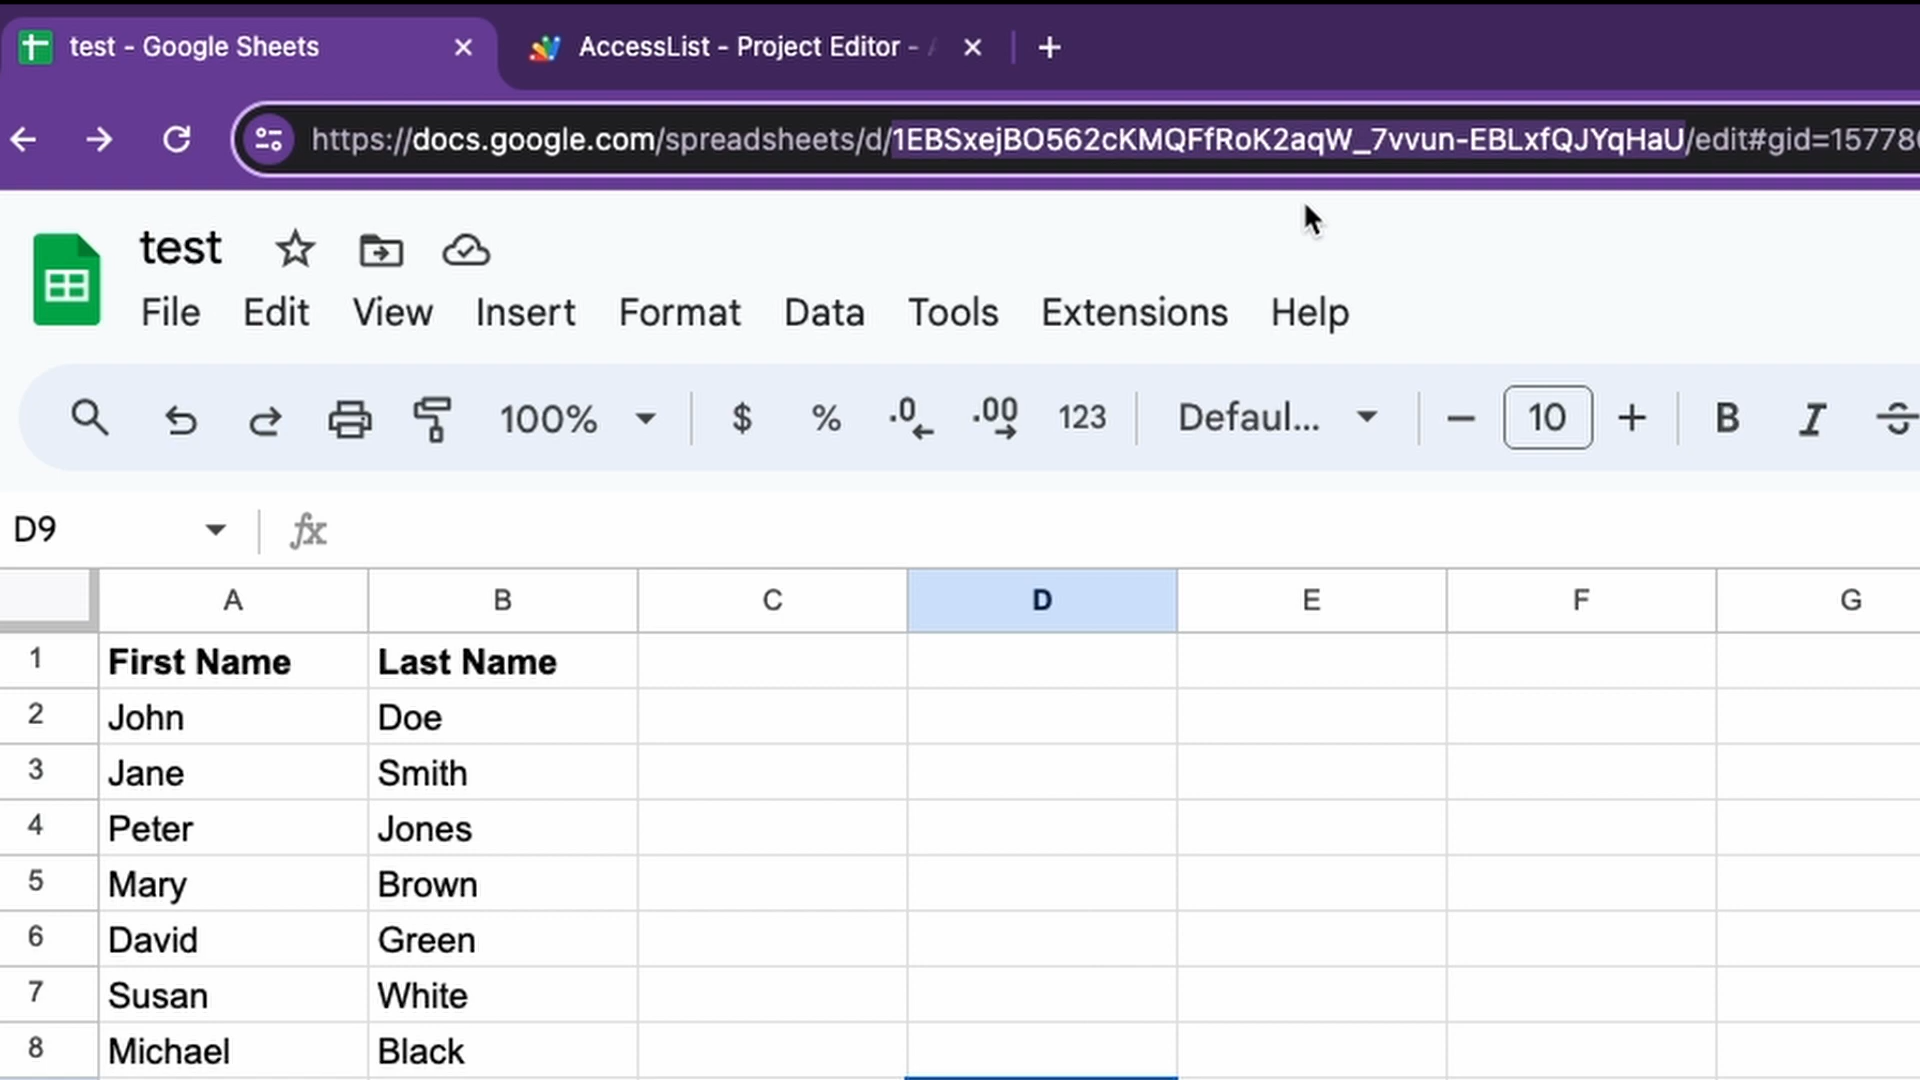 test - Google Sheets
AccessList - Project Editor -
https://docs.google.com/spreadsheets/d/1EBSxejBO562cKMQFfRoK2aqW_7vvun-EBLxfQJYqHaU/edit#gid=15778
test
File Edit View Insert Format Data Tools Extensions Help
100% $ % .0 .00 123 Defaul... 10 B I S
D9 fx
A B C D E F G
1 First Name Last Name
2 John Doe
3 Jane Smith
4 Peter Jones
5 Mary Brown
6 David Green
7 Susan White
8 Michael Black